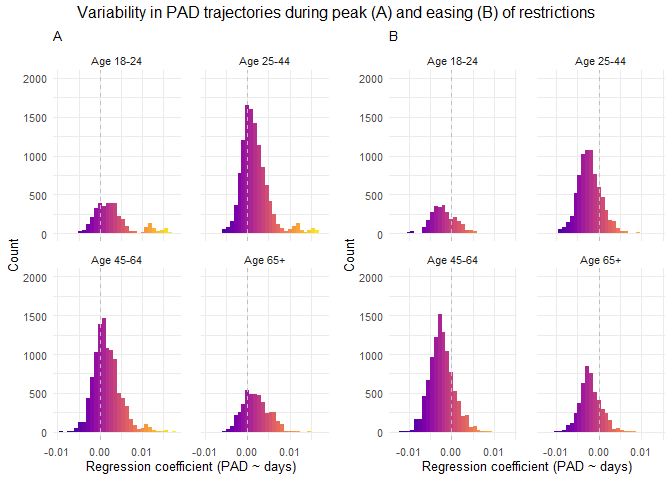 Variability in PAD trajectories during peak (A) and easing (B) of restrictions
A
B
Age 18-24
Age 25-44
Age 18-24
Age 25-44
2000
1500
1000
500
0
2000
1500
1000
500
0
Count
Count
Age 45-64
Age 65+
Age 45-64
Age 65+
2000
1500
1000
500
0
2000
1500
1000
500
0
-0.01 0.00 0.01 -0.01 0.00 0.01
-0.01 0.00 0.01 -0.01 0.00 0.01
Regression coefficient (PAD ~ days)
Regression coefficient (PAD ~ days)